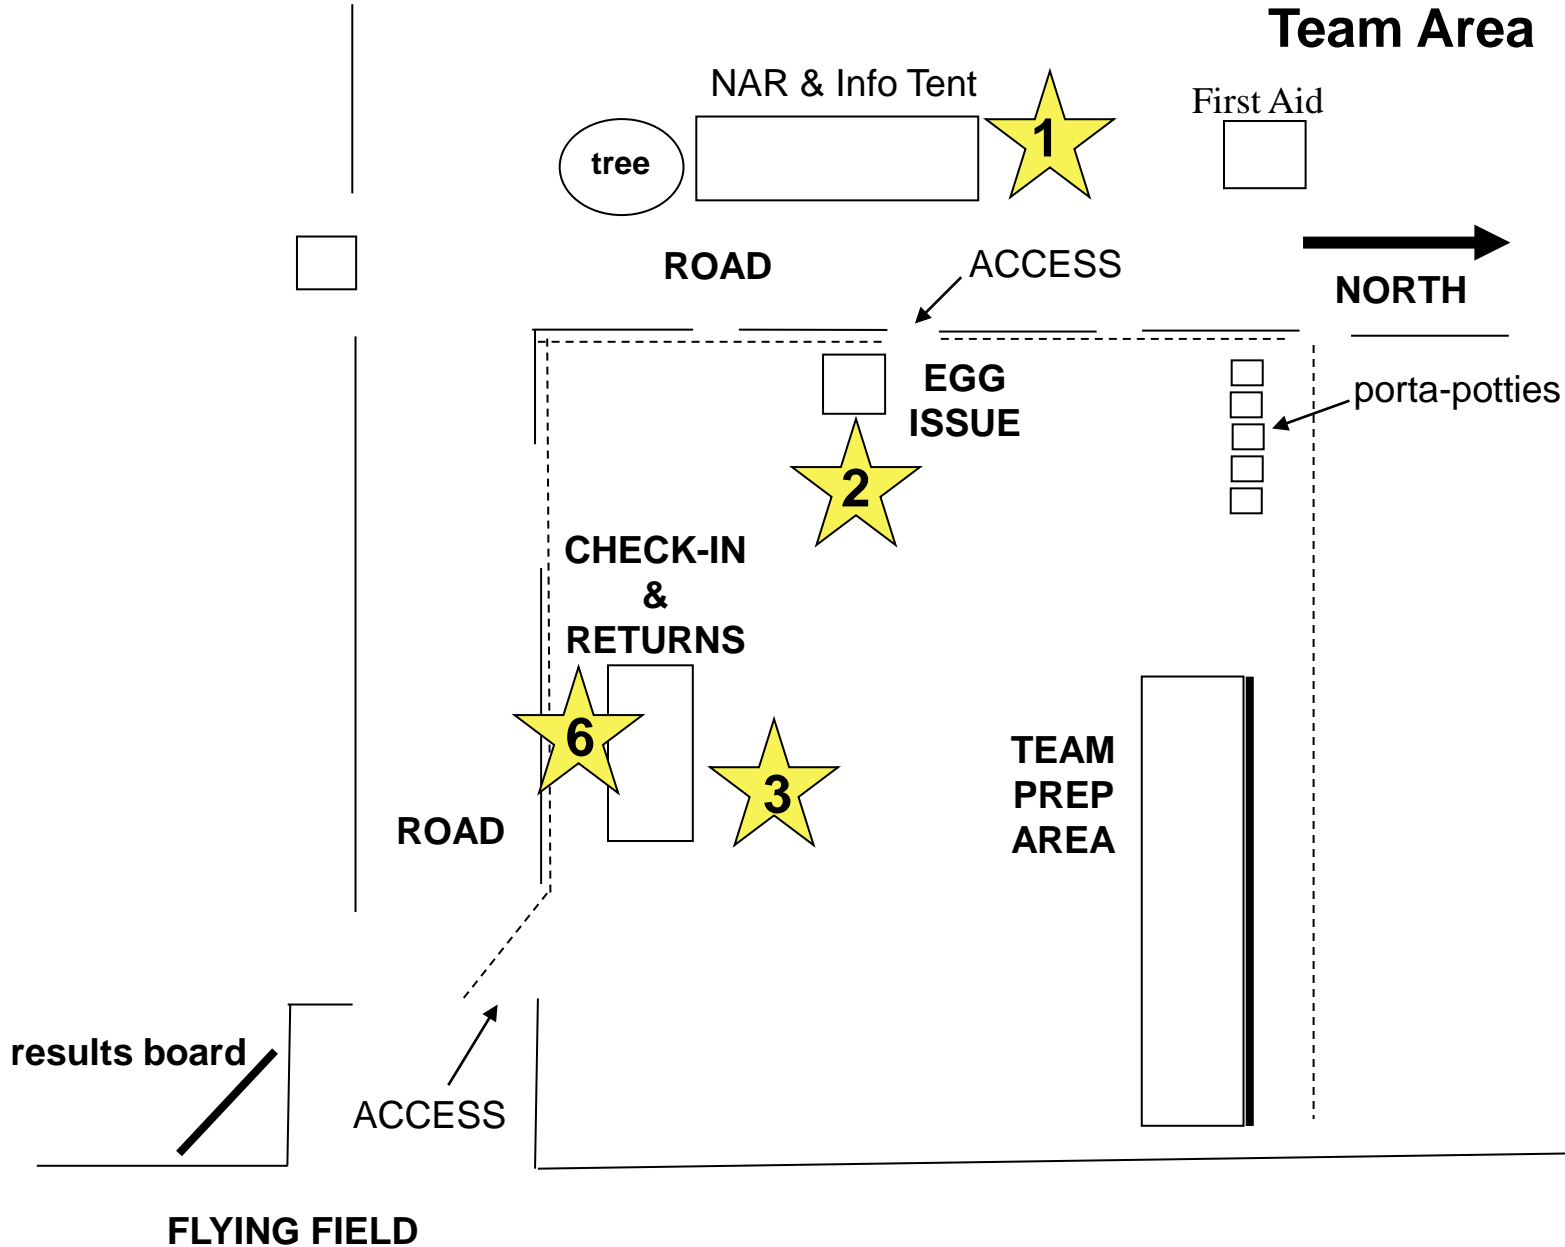 Team Area
NAR & Info Tent
First Aid
1
tree
ROAD
ACCESS
NORTH
EGG
ISSUE
porta-potties
2
CHECK-IN
&
RETURNS
6
3
TEAM
PREP
AREA
ROAD
results board
ACCESS
FLYING FIELD